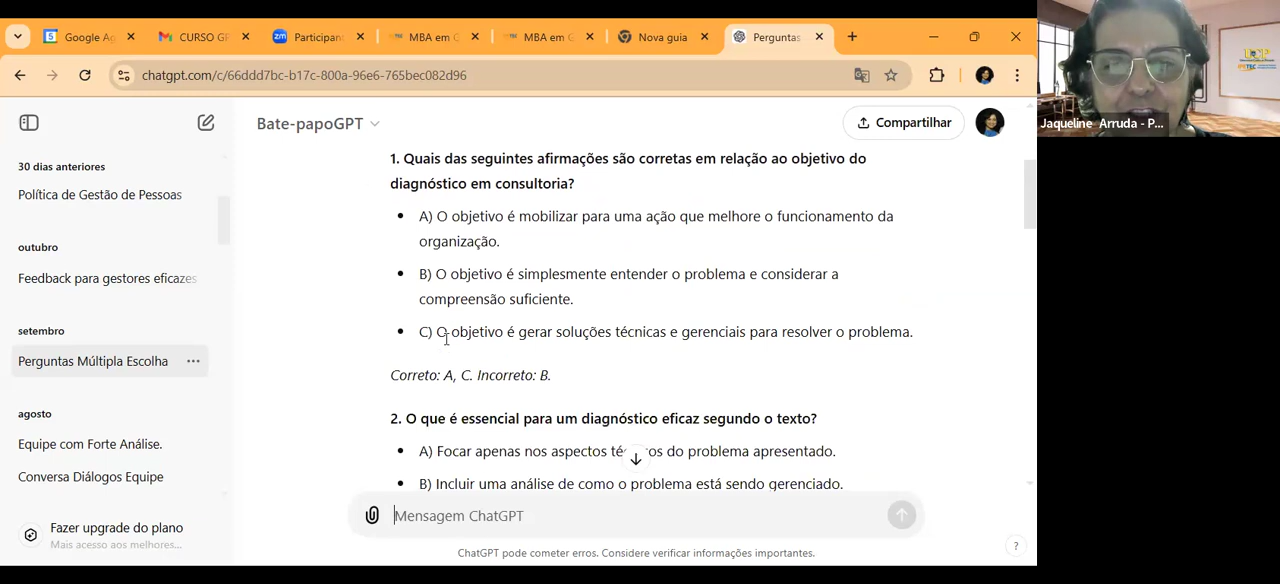 Google Ag
CURSO GP
Participan
MBA em C
MBA em G
Nova guia
Perguntas
chatgpt.com/c/66ddd7bc-b17c-800a-96e6-765bec082d96
Jaqueline Arruda - P...
Bate-papoGPT
Compartilhar
30 dias anteriores
Política de Gestão de Pessoas
outubro
Feedback para gestores eficazes
setembro
Perguntas Múltipla Escolha
agosto
Equipe com Forte Análise.
Conversa Diálogos Equipe
Fazer upgrade do plano
Mais acesso aos melhores...
1. Quais das seguintes afirmações são corretas em relação ao objetivo do
diagnóstico em consultoria?
A) O objetivo é mobilizar para uma ação que melhore o funcionamento da
organização.
B) O objetivo é simplesmente entender o problema e considerar a
compreensão suficiente.
C) O objetivo é gerar soluções técnicas e gerenciais para resolver o problema.
Correto: A, C. Incorreto: B.
2. O que é essencial para um diagnóstico eficaz segundo o texto?
A) Focar apenas nos aspectos técnicos do problema apresentado.
B) Incluir uma análise de como o problema está sendo gerenciado.
Mensagem ChatGPT
ChatGPT pode cometer erros. Considere verificar informações importantes.
?